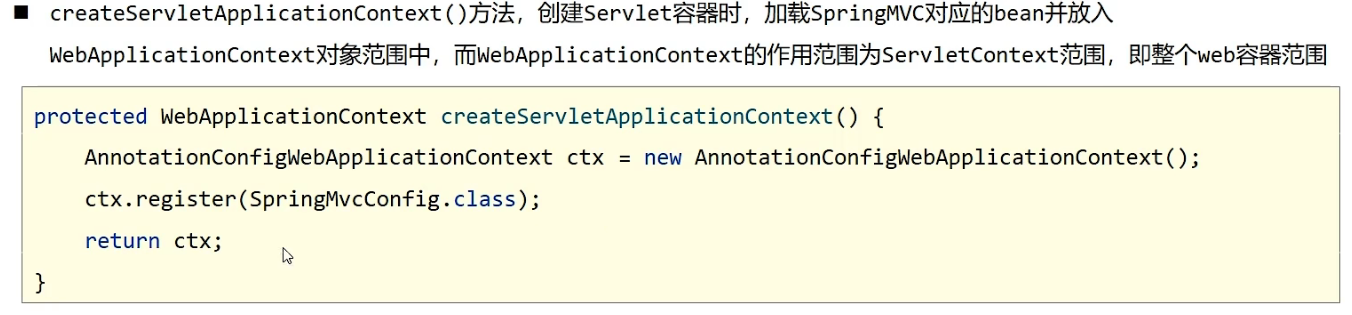 ■ createServletApplicationContext()方法，创建Servlet容器时，加载SpringMVC对应的bean并放入
WebApplicationContext对象范围中，而WebApplicationContext的作用范围为ServletContext范围，即整个web容器范围
protected WebApplicationContext createServletApplicationContext() {
    AnnotationConfigWebApplicationContext ctx = new AnnotationConfigWebApplicationContext();
    ctx.register(SpringMvcConfig.class);
    return ctx;
}